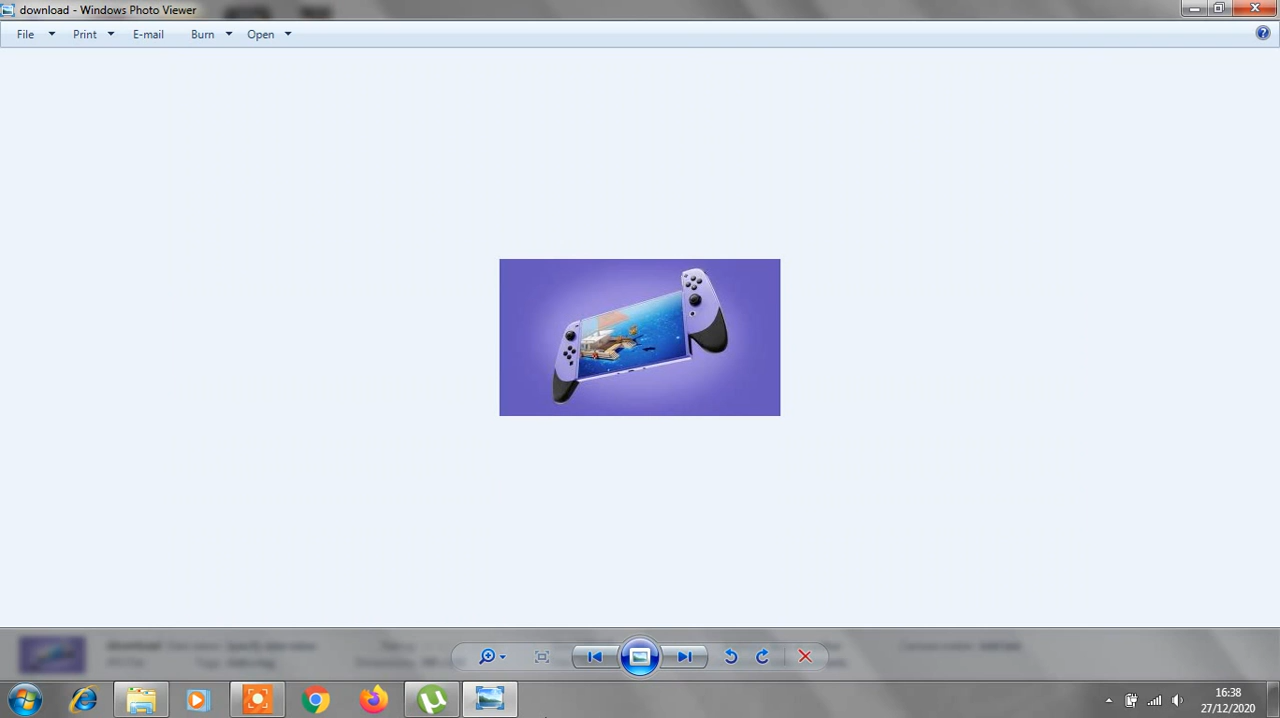 download - Windows Photo Viewer
File Print E-mail Burn Open
16:38
27/12/2020